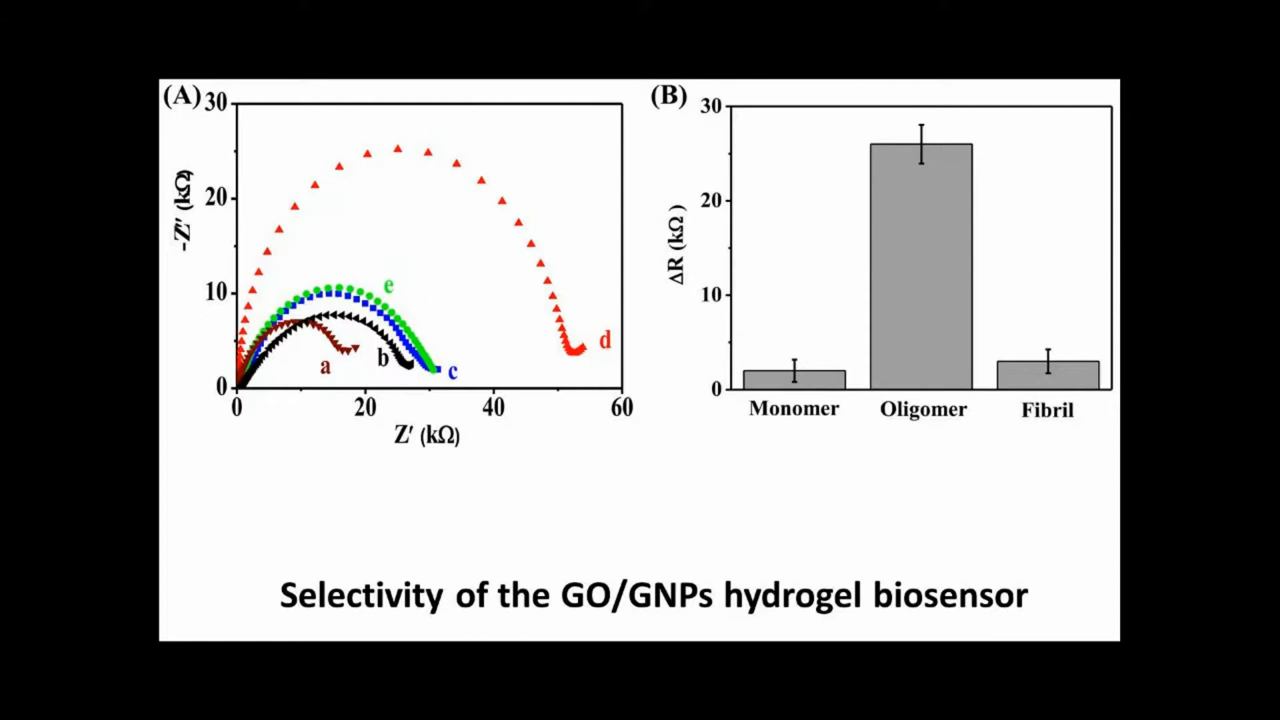 (A)
30
20
10
0
-Z' (kΩ)
0 20 40 60
Z' (kΩ)
a
b
c
d
e
(B)
30
20
10
0
ΔR (kΩ)
Monomer Oligomer Fibril
Selectivity of the GO/GNPs hydrogel biosensor